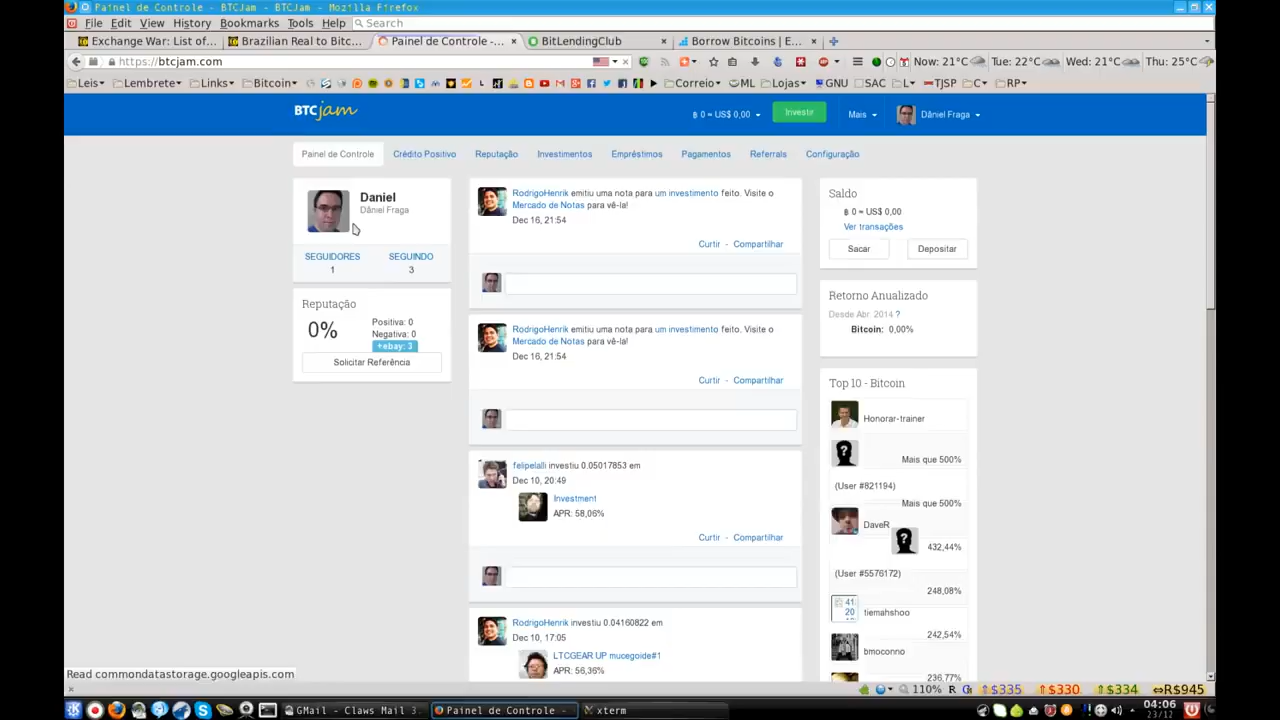 Painel de Controle - BTCJam - BTCJam - Mozilla Firefox
File Edit View History Bookmarks Tools Help Search
Exchange War: List of... Brazilian Real to Bitc... Painel de Controle -... BitLendingClub Borrow Bitcoins | E...
https://btcjam.com Now: 21°C Tue: 22°C Wed: 21°C Thu: 25°C
Leis Lembrete Links Bitcoin Correio ML Lojas GNU SAC L TJSP C RP
BTCjam
฿ 0 ≈ US$ 0,00 Investir Mais Dâniel Fraga
Painel de Controle Crédito Positivo Reputação Investimentos Empréstimos Pagamentos Referrals Configuração
Daniel
Dâniel Fraga
SEGUIDORES SEGUINDO
1 3
Reputação
0%
Positiva: 0
Negativa: 0
+ebay: 3
Solicitar Referência
RodrigoHenrik emitiu uma nota para um investimento feito. Visite o
Mercado de Notas para vê-la!
Dec 16, 21:54
Curtir - Compartilhar
RodrigoHenrik emitiu uma nota para um investimento feito. Visite o
Mercado de Notas para vê-la!
Dec 16, 21:54
Curtir - Compartilhar
felipelalli investiu 0.05017853 em
Dec 10, 20:49
Investment
APR: 58,06%
Curtir - Compartilhar
RodrigoHenrik investiu 0.04160822 em
Dec 10, 17:05
LTCGEAR UP mucegoide#1
APR: 56,36%
Saldo
฿ 0 ≈ US$ 0,00
Ver transações
Sacar Depositar
Retorno Anualizado
Desde Abr. 2014 ?
Bitcoin: 0,00%
Top 10 - Bitcoin
Honorar-trainer
Mais que 500%
(User #821194)
Mais que 500%
DaveR
432,44%
(User #5576172)
248,08%
tiemahshoo
242,54%
bmoconno
236,77%
Read commondatastorage.googleapis.com
110% R $335 $330 $334 R$945
GMail - Claws Mail 3. Painel de Controle - xterm 04:06
23/12